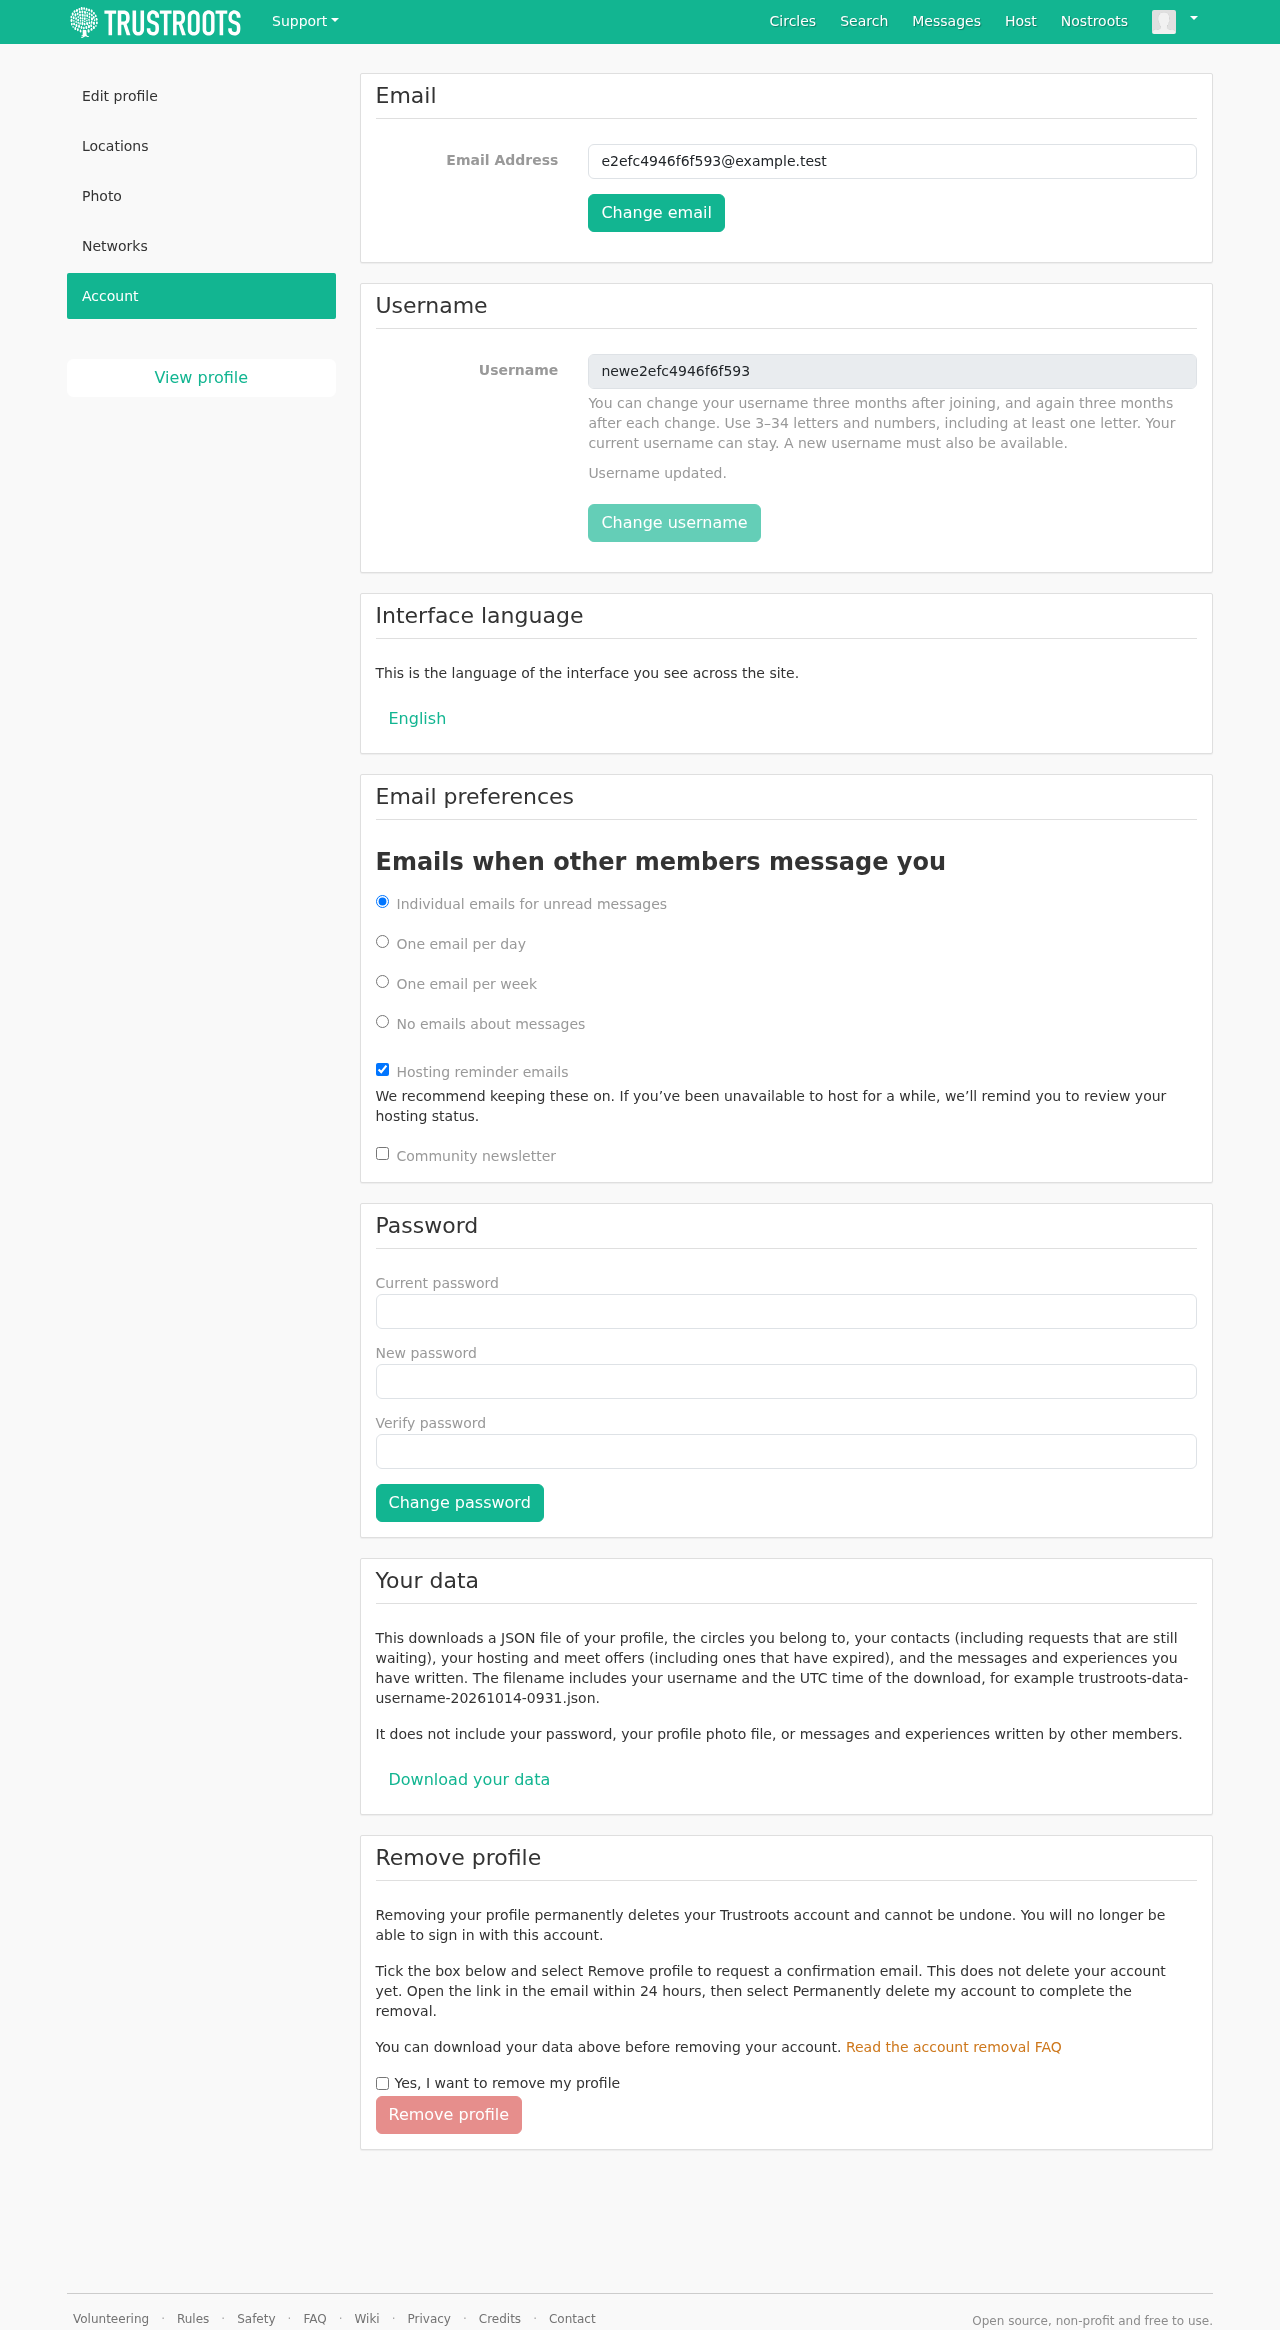 TRUSTROOTS
Support
Circles
Search
Messages
Host
Nostroots
Edit profile
Locations
Photo
Networks
Account
View profile
Email
Email Address
e2efc4946f6f593@example.test
Change email
Username
Username
newe2efc4946f6f593
You can change your username three months after joining, and again three months
after each change. Use 3–34 letters and numbers, including at least one letter. Your
current username can stay. A new username must also be available.
Username updated.
Change username
Interface language
This is the language of the interface you see across the site.
English
Email preferences
Emails when other members message you
Individual emails for unread messages
One email per day
One email per week
No emails about messages
Hosting reminder emails
We recommend keeping these on. If you’ve been unavailable to host for a while, we’ll remind you to review your
hosting status.
Community newsletter
Password
Current password
New password
Verify password
Change password
Your data
This downloads a JSON file of your profile, the circles you belong to, your contacts (including requests that are still
waiting), your hosting and meet offers (including ones that have expired), and the messages and experiences you
have written. The filename includes your username and the UTC time of the download, for example trustroots-data-
username-20261014-0931.json.
It does not include your password, your profile photo file, or messages and experiences written by other members.
Download your data
Remove profile
Removing your profile permanently deletes your Trustroots account and cannot be undone. You will no longer be
able to sign in with this account.
Tick the box below and select Remove profile to request a confirmation email. This does not delete your account
yet. Open the link in the email within 24 hours, then select Permanently delete my account to complete the
removal.
You can download your data above before removing your account. Read the account removal FAQ
Yes, I want to remove my profile
Remove profile
Volunteering · Rules · Safety · FAQ · Wiki · Privacy · Credits · Contact
Open source, non-profit and free to use.